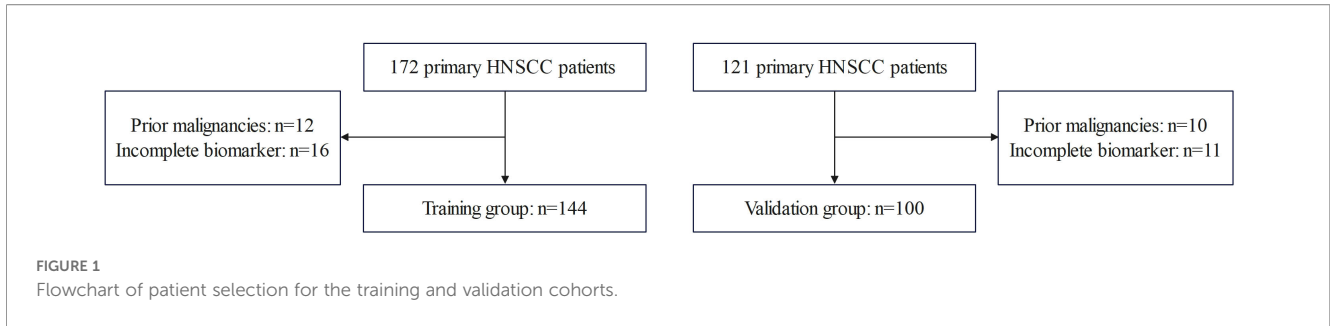 172 primary HNSCC patients
121 primary HNSCC patients
Prior malignancies: n=12
Incomplete biomarker: n=16
Prior malignancies: n=10
Incomplete biomarker: n=11
Training group: n=144
Validation group: n=100
FIGURE 1
Flowchart of patient selection for the training and validation cohorts.